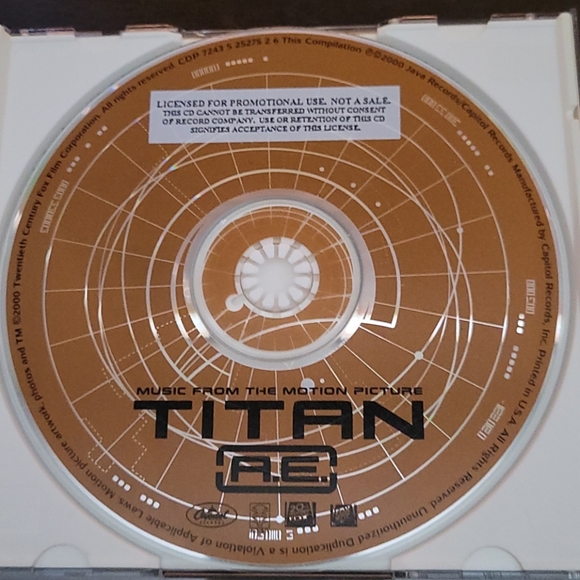 LICENSED FOR PROMOTIONAL USE. NOT A SALE.
THIS CD CANNOT BE TRANSFERRED WITHOUT CONSENT
OF RECORD COMPANY. USE OR RETENTION OF THIS CD
SIGNIFIES ACCEPTANCE OF THIS LICENSE.
MUSIC FROM THE MOTION PICTURE
TITAN
A.E.
Capitol
Motion picture artwork, photos, and TM ©2000 Twentieth Century Fox Film Corporation. All rights reserved. CDP 7243 5 25275 2 6 This Compilation ℗©2000 Java Records/Capitol Records Manufactured by Capitol Records, Inc. Printed in U.S.A. All Rights Reserved. Unauthorized Duplication is a Violation of Applicable Laws.